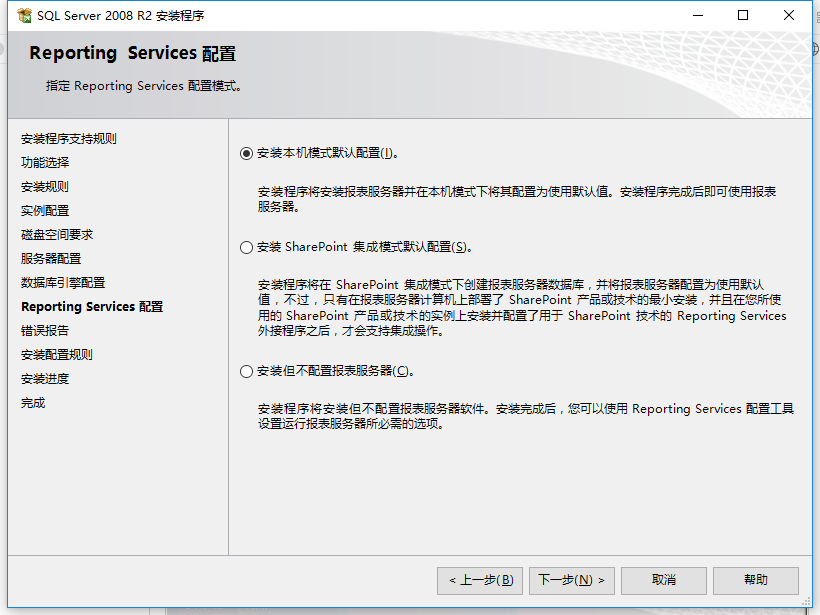 SQL Server 2008 R2 安装程序
Reporting Services 配置
指定 Reporting Services 配置模式。
安装程序支持规则
功能选择
安装规则
实例配置
磁盘空间要求
服务器配置
数据库引擎配置
Reporting Services 配置
错误报告
安装配置规则
安装进度
完成
安装本机模式默认配置(I)。
安装程序将安装报表服务器并在本机模式下将其配置为使用默认值。安装程序完成后即可使用报表
服务器。
安装 SharePoint 集成模式默认配置(S)。
安装程序将在 SharePoint 集成模式下创建报表服务器数据库，并将报表服务器配置为使用默认
值，不过，只有在报表服务器计算机上部署了 SharePoint 产品或技术的最小安装，并且在您所使
用的 SharePoint 产品或技术的实例上安装并配置了用于 SharePoint 技术的 Reporting Services
外接程序之后，才会支持集成操作。
安装但不配置报表服务器(C)。
安装程序将安装但不配置报表服务器软件。安装完成后，您可以使用 Reporting Services 配置工具
设置运行报表服务器所必需的选项。
< 上一步(B)
下一步(N) >
取消
帮助